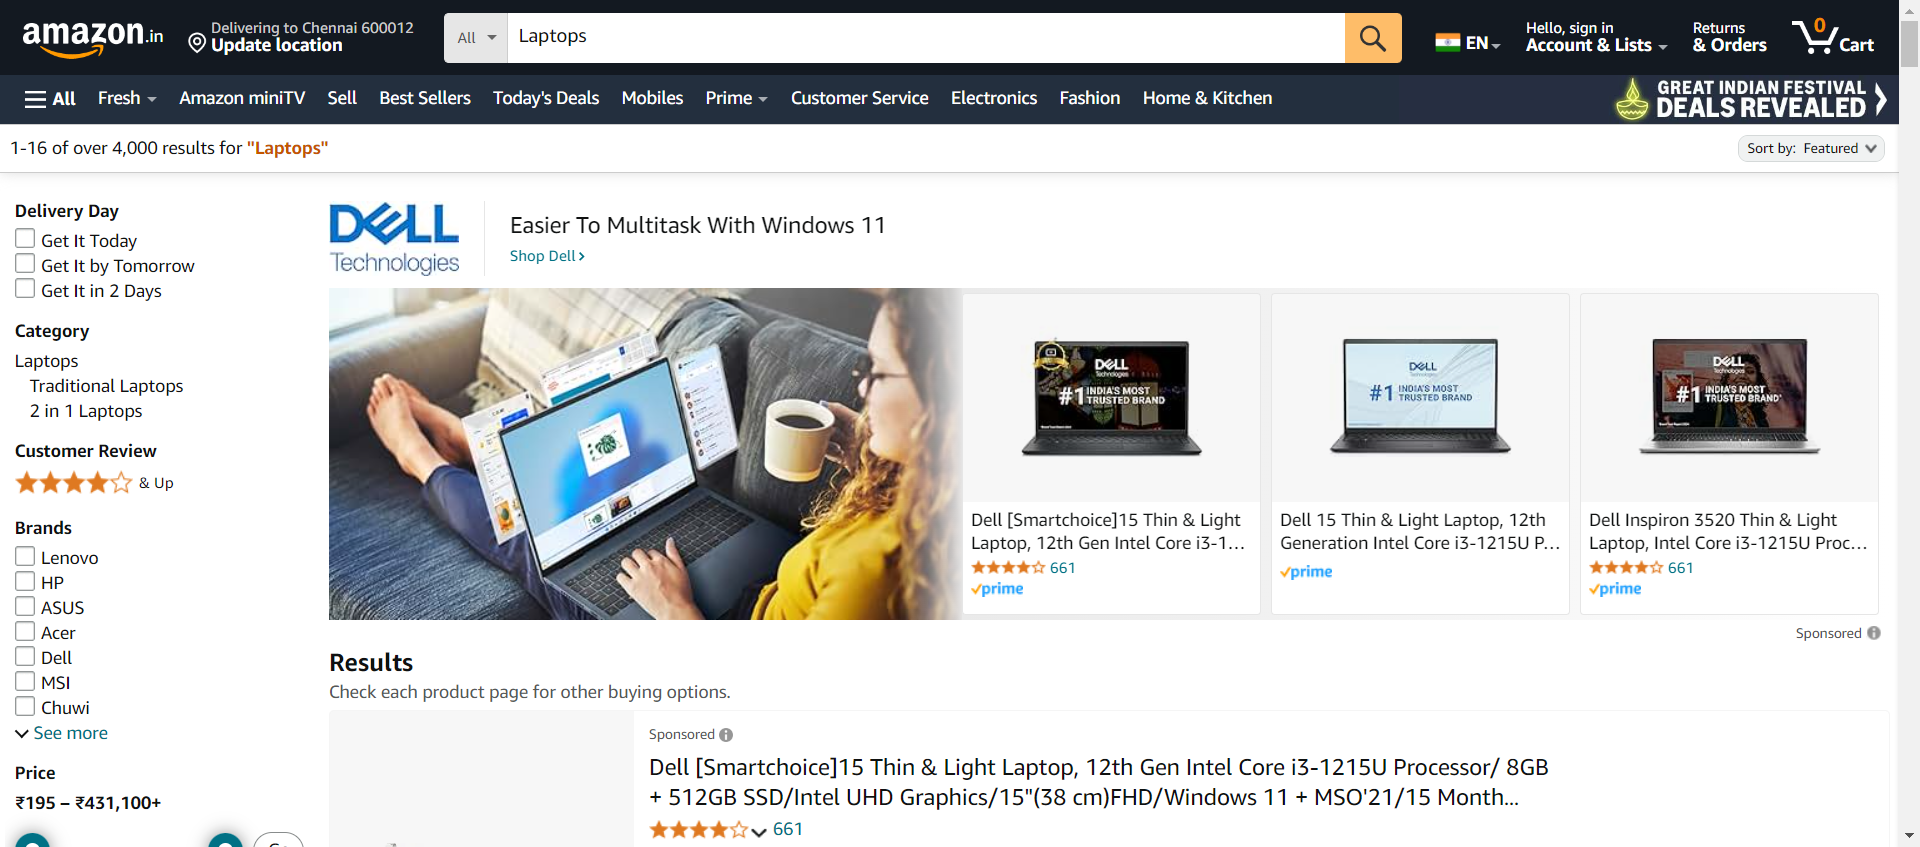 amazon.in
Delivering to Chennai 600012
Update location
All
Laptops
EN
Hello, sign in
Account & Lists
Returns
& Orders
0
Cart
All
Fresh
Amazon miniTV
Sell
Best Sellers
Today's Deals
Mobiles
Prime
Customer Service
Electronics
Fashion
Home & Kitchen
GREAT INDIAN FESTIVAL
DEALS REVEALED
1-16 of over 4,000 results for "Laptops"
Sort by: Featured
Delivery Day
Get It Today
Get It by Tomorrow
Get It in 2 Days
Category
Laptops
Traditional Laptops
2 in 1 Laptops
Customer Review
& Up
Brands
Lenovo
HP
ASUS
Acer
Dell
MSI
Chuwi
See more
Price
₹195 – ₹431,100+
DELL
Technologies
Easier To Multitask With Windows 11
Shop Dell
DELL
Technologies
#1 INDIA'S MOST
TRUSTED BRAND
Dell [Smartchoice]15 Thin & Light
Laptop, 12th Gen Intel Core i3-1...
661
prime
DELL
Technologies
#1 INDIA'S MOST
TRUSTED BRAND
Dell 15 Thin & Light Laptop, 12th
Generation Intel Core i3-1215U P...
prime
DELL
Technologies
#1 INDIA'S MOST
TRUSTED BRAND*
Dell Inspiron 3520 Thin & Light
Laptop, Intel Core i3-1215U Proc...
661
prime
Sponsored
Results
Check each product page for other buying options.
Sponsored
Dell [Smartchoice]15 Thin & Light Laptop, 12th Gen Intel Core i3-1215U Processor/ 8GB
+ 512GB SSD/Intel UHD Graphics/15"(38 cm)FHD/Windows 11 + MSO'21/15 Month...
661